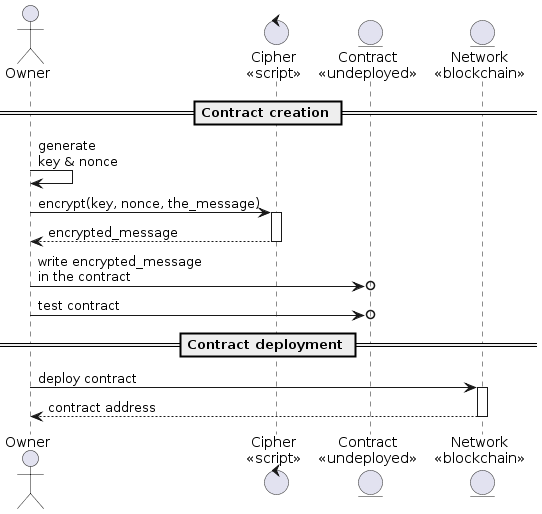 Owner
Cipher
«script»
Contract
«undeployed»
Network
«blockchain»
Contract creation
generate
key & nonce
encrypt(key, nonce, the_message)
encrypted_message
write encrypted_message
in the contract
test contract
Contract deployment
deploy contract
contract address
Owner
Cipher
«script»
Contract
«undeployed»
Network
«blockchain»